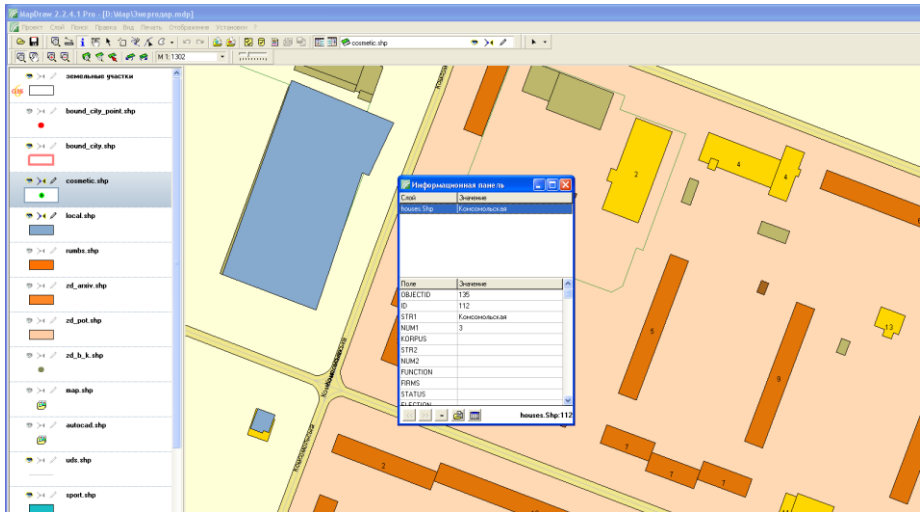 MapDraw 2.2.4.1 Pro - [D:\Map\Энергодар.mdp]
Проект Слой Поиск Правка Вид Печать Отображение Установки ?
cosmetic.shp
M 1:1302
земельные участки
bound_city_point.shp
bound_city.shp
cosmetic.shp
local.shp
rumbs.shp
zd_arxiv.shp
zd_pot.shp
zd_b_k.shp
map.shp
autocad.shp
uds.shp
sport.shp
Информационная панель
Слой Значение
houses.Shp Комсомольская
Поле Значение
OBJECTID 135
ID 112
STR1 Комсомольская
NUM1 3
KORPUS
STR2
NUM2
FUNCTION
FIRMS
STATUS
ELECTION
houses.Shp:112
2
4
4
5
9
13
2
7
7
7